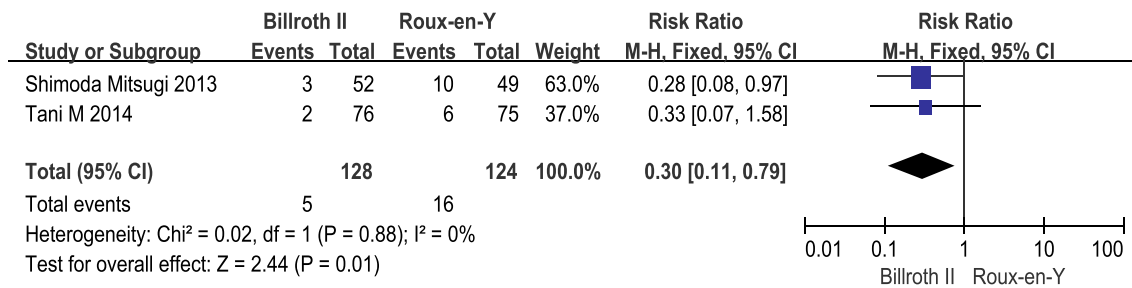 Billroth II Roux-en-Y Risk Ratio Risk Ratio
Study or Subgroup Events Total Events Total Weight M-H, Fixed, 95% CI M-H, Fixed, 95% CI
Shimoda Mitsugi 2013 3 52 10 49 63.0% 0.28 [0.08, 0.97]
Tani M 2014 2 76 6 75 37.0% 0.33 [0.07, 1.58]
Total (95% CI) 128 124 100.0% 0.30 [0.11, 0.79]
Total events 5 16
Heterogeneity: Chi² = 0.02, df = 1 (P = 0.88); I² = 0%
Test for overall effect: Z = 2.44 (P = 0.01)
0.01 0.1 1 10 100
Billroth II Roux-en-Y